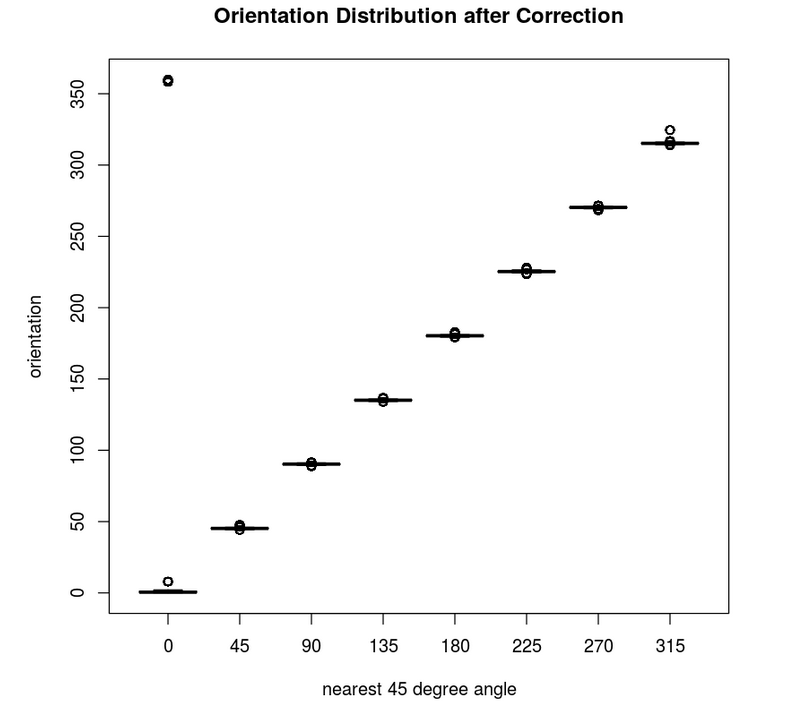 Orientation Distribution after Correction
350
300
250
200
150
100
50
0
orientation
0 45 90 135 180 225 270 315
nearest 45 degree angle